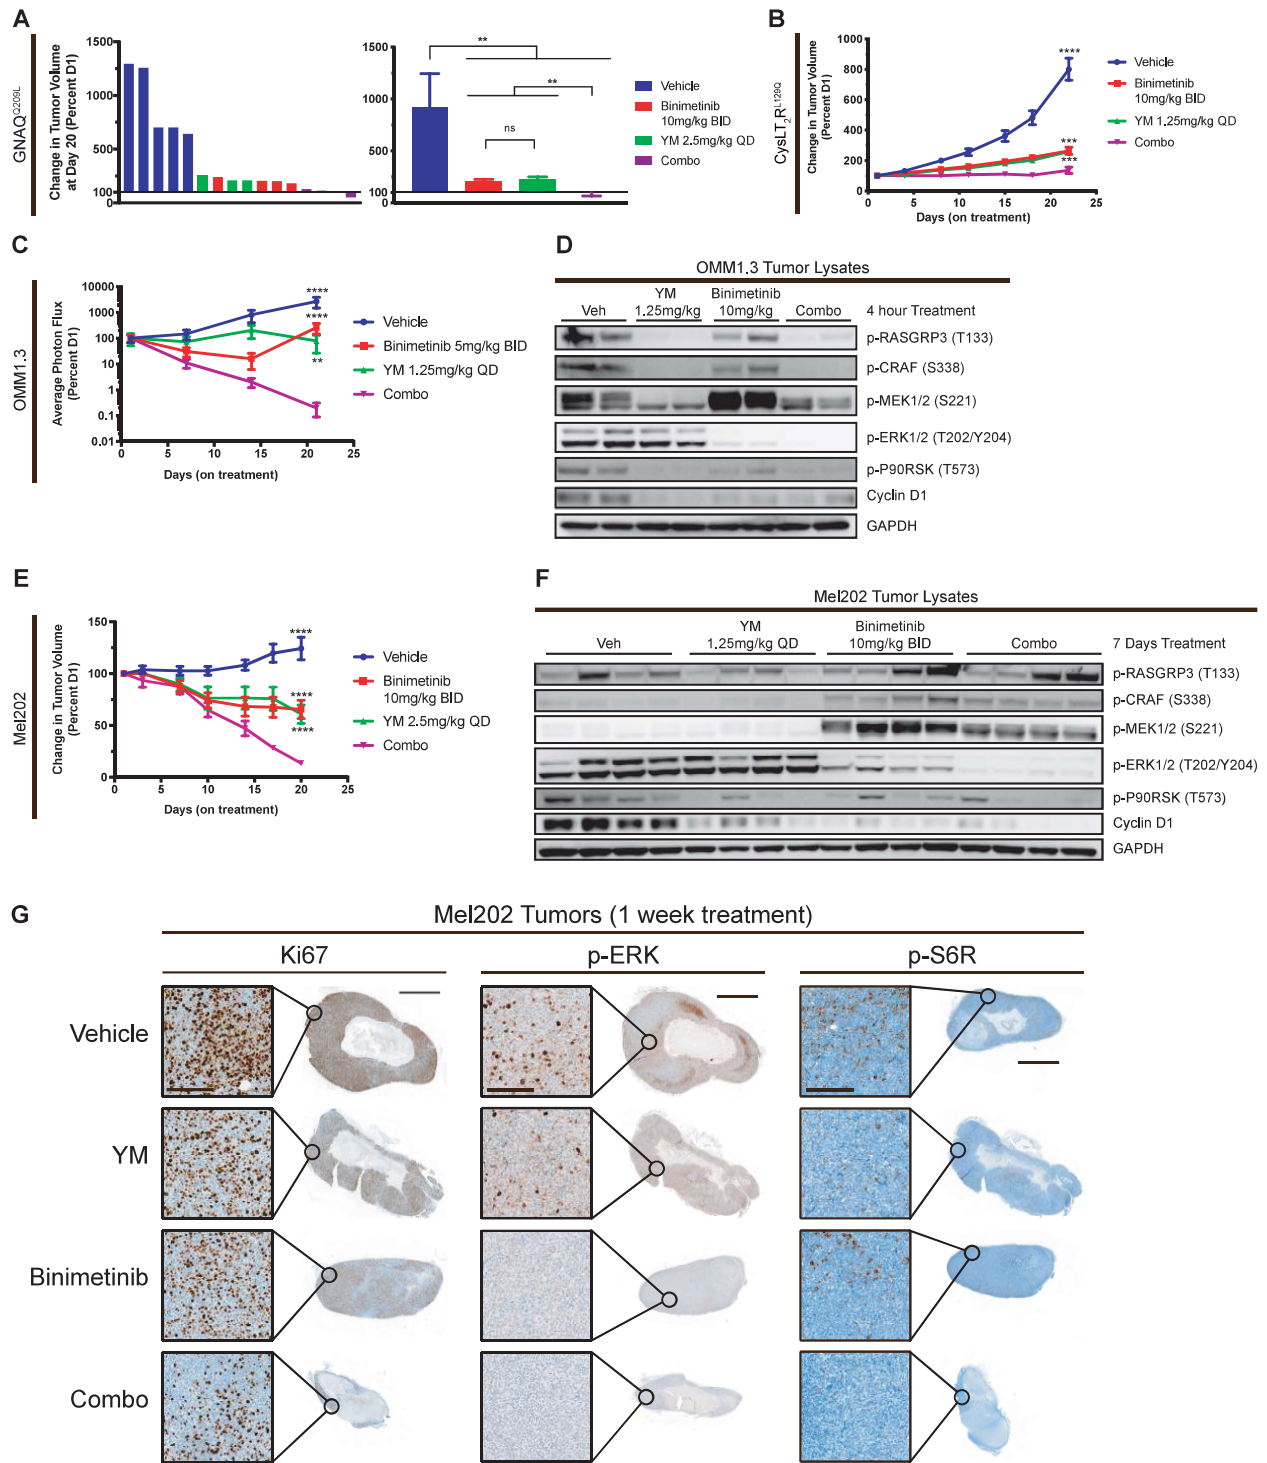 A
GNAQQ209L
Change in Tumor Volume
at Day 20 (Percent D1)
1500
1250
1000
750
500
250
100
1500
1000
500
100
**
**
ns
Vehicle
Binimetinib
10mg/kg BID
YM 2.5mg/kg QD
Combo
B
CysLT2RL129Q
Change in Tumor Volume
(Percent D1)
1000
800
600
400
200
0
0 5 10 15 20 25
Days (on treatment)
****
***
***
Vehicle
Binimetinib
10mg/kg BID
YM 1.25mg/kg QD
Combo
C
OMM1.3
Average Photon Flux
(Percent D1)
10000
1000
100
10
1
0.1
0.01
0 5 10 15 20 25
Days (on treatment)
****
****
**
Vehicle
Binimetinib 5mg/kg BID
YM 1.25mg/kg QD
Combo
D
OMM1.3 Tumor Lysates
Veh
YM
1.25mg/kg
Binimetinib
10mg/kg
Combo
4 hour Treatment
p-RASGRP3 (T133)
p-CRAF (S338)
p-MEK1/2 (S221)
p-ERK1/2 (T202/Y204)
p-P90RSK (T573)
Cyclin D1
GAPDH
E
Mel202
Change in Tumor Volume
(Percent D1)
150
100
50
0
0 5 10 15 20 25
Days (on treatment)
****
****
****
Vehicle
Binimetinib
10mg/kg BID
YM 2.5mg/kg QD
Combo
F
Mel202 Tumor Lysates
Veh
YM
1.25mg/kg QD
Binimetinib
10mg/kg BID
Combo
7 Days Treatment
p-RASGRP3 (T133)
p-CRAF (S338)
p-MEK1/2 (S221)
p-ERK1/2 (T202/Y204)
p-P90RSK (T573)
Cyclin D1
GAPDH
G
Mel202 Tumors (1 week treatment)
Ki67
p-ERK
p-S6R
Vehicle
YM
Binimetinib
Combo